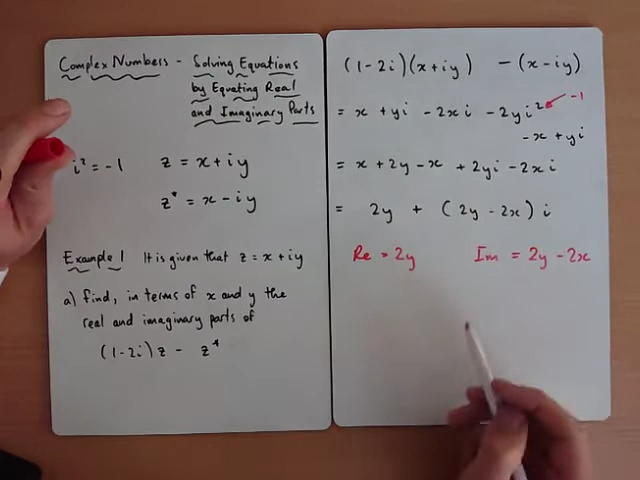 Complex Numbers - Solving Equations
by Equating Real
and Imaginary Parts
i² = -1 z = x + iy
z* = x - iy
Example 1 It is given that z = x + iy
a) find, in terms of x and y the
real and imaginary parts of
(1-2i)z - z*
(1-2i)(x+iy) - (x-iy)
= x + yi - 2xi - 2yi² -1
- x + yi
= x + 2y - x + 2yi - 2xi
= 2y + (2y - 2x) i
Re = 2y Im = 2y - 2x